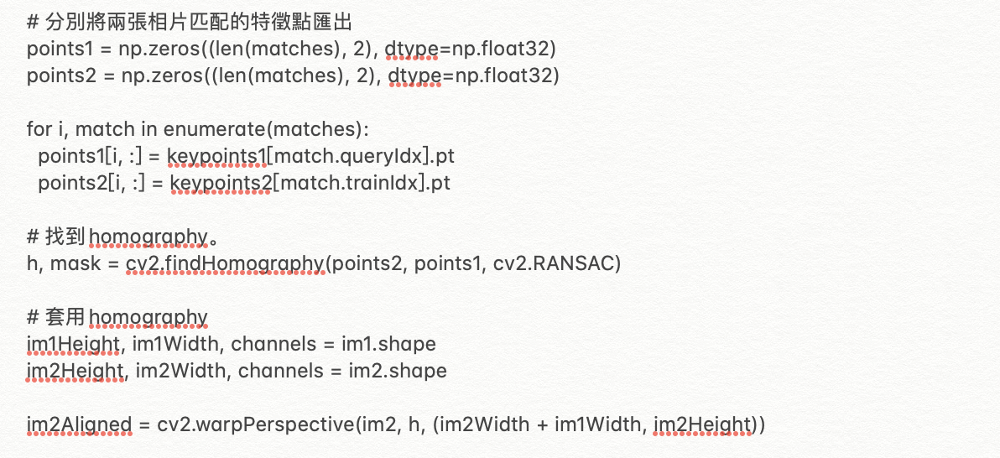 # 分別將兩張相片匹配的特徵點匯出
points1 = np.zeros((len(matches), 2), dtype=np.float32)
points2 = np.zeros((len(matches), 2), dtype=np.float32)
for i, match in enumerate(matches):
points1[i, :] = keypoints1[match.queryIdx].pt
points2[i, :] = keypoints2[match.trainIdx].pt
# 找到homography。
h, mask = cv2.findHomography(points2, points1, cv2.RANSAC)
# 套用homography
im1Height, im1Width, channels = im1.shape
im2Height, im2Width, channels = im2.shape
im2Aligned = cv2.warpPerspective(im2, h, (im2Width + im1Width, im2Height))